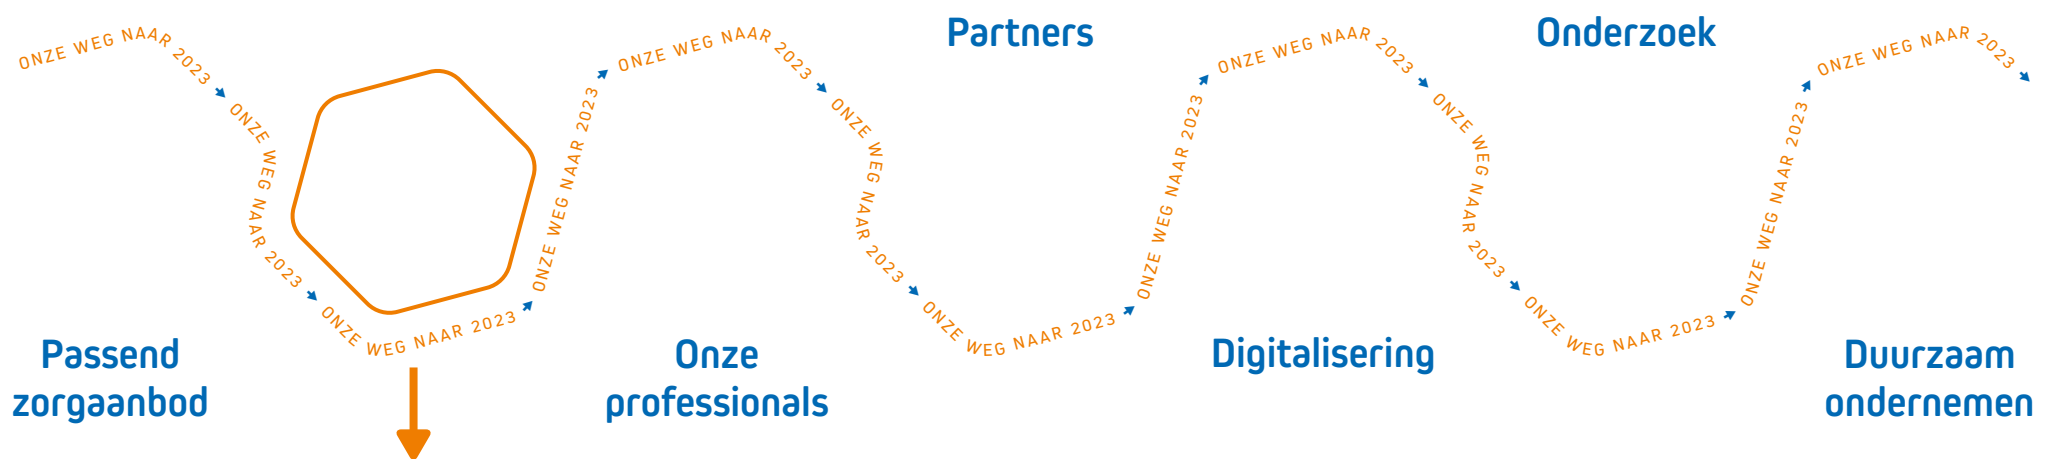 ONZE WEG NAAR 2023
ONZE WEG NAAR 2023
ONZE WEG NAAR 2023
ONZE WEG NAAR 2023
ONZE WEG NAAR 2023
ONZE WEG NAAR 2023
ONZE WEG NAAR 2023
ONZE WEG NAAR 2023
ONZE WEG NAAR 2023
ONZE WEG NAAR 2023
ONZE WEG NAAR 2023
ONZE WEG NAAR 2023
ONZE WEG NAAR 2023
Passend
zorgaanbod
Onze
professionals
Partners
Digitalisering
Onderzoek
Duurzaam
ondernemen